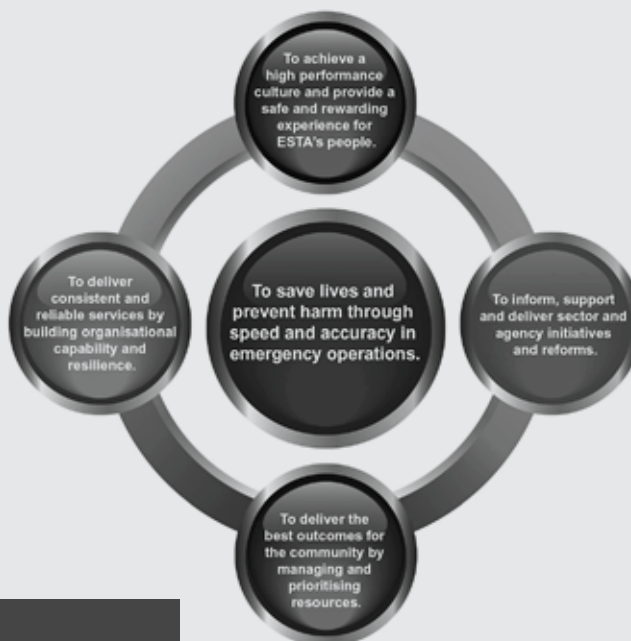 To achieve a
high performance
culture and provide a
safe and rewarding
experience for
ESTA's people.
To deliver
consistent and
reliable services by
building organisational
capability and
resilience.
To save lives and
prevent harm through
speed and accuracy in
emergency operations.
To inform, support
and deliver sector and
agency initiatives
and reforms.
To deliver the
best outcomes for
the community by
managing and
prioritising
resources.